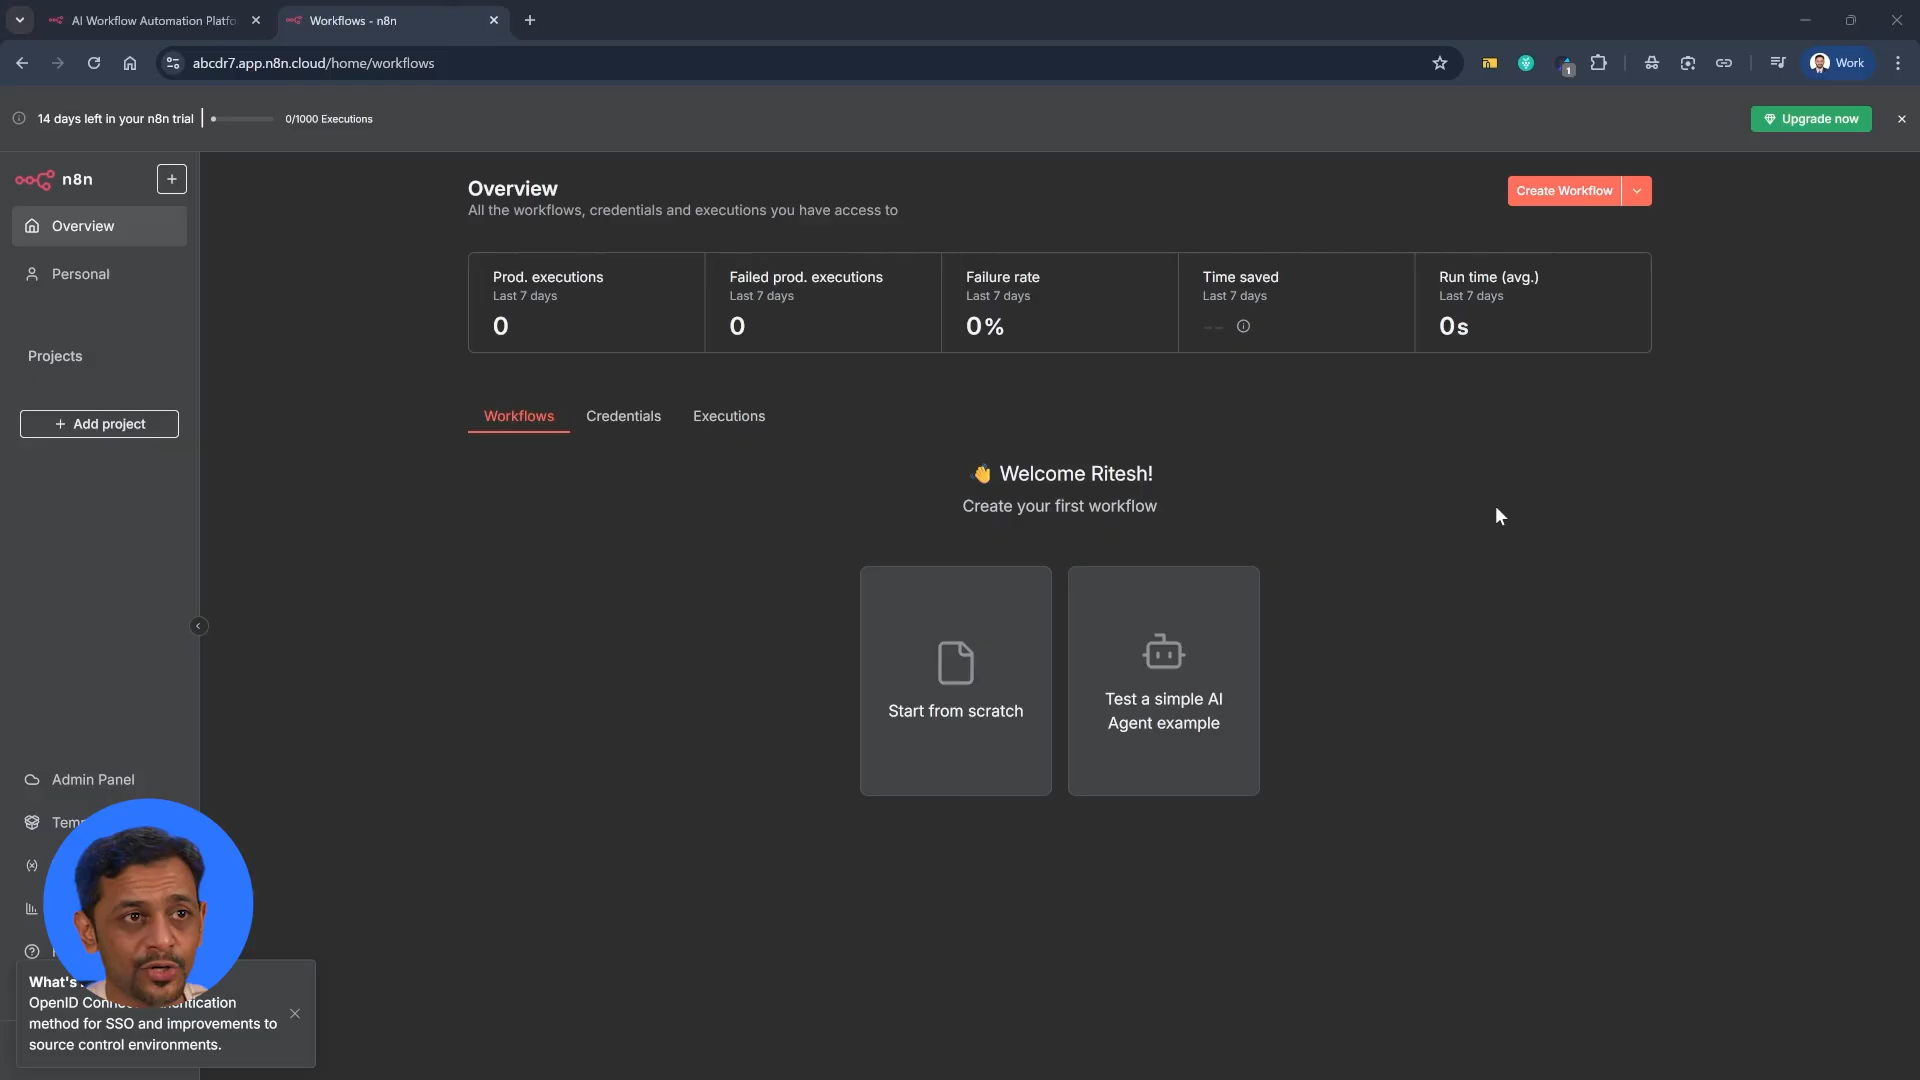 AI Workflow Automation Platfo
Workflows - n8n
abcdr7.app.n8n.cloud/home/workflows
1
Work
14 days left in your n8n trial
0/1000 Executions
Upgrade now
n8n
Overview
Personal
Projects
Add project
Admin Panel
Overview
All the workflows, credentials and executions you have access to
Create Workflow
Prod. executions
Last 7 days
0
Failed prod. executions
Last 7 days
0
Failure rate
Last 7 days
0%
Time saved
Last 7 days
--
Run time (avg.)
Last 7 days
0s
Workflows
Credentials
Executions
👋 Welcome Ritesh!
Create your first workflow
Start from scratch
Test a simple AI
Agent example
What's
OpenID
method for SSO and improvements to
source control environments.